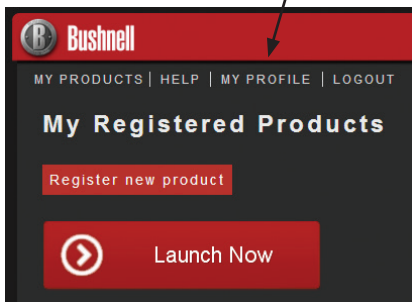 B Bushnell
MY PRODUCTS | HELP | MY PROFILE | LOGOUT
My Registered Products
Register new product
Launch Now